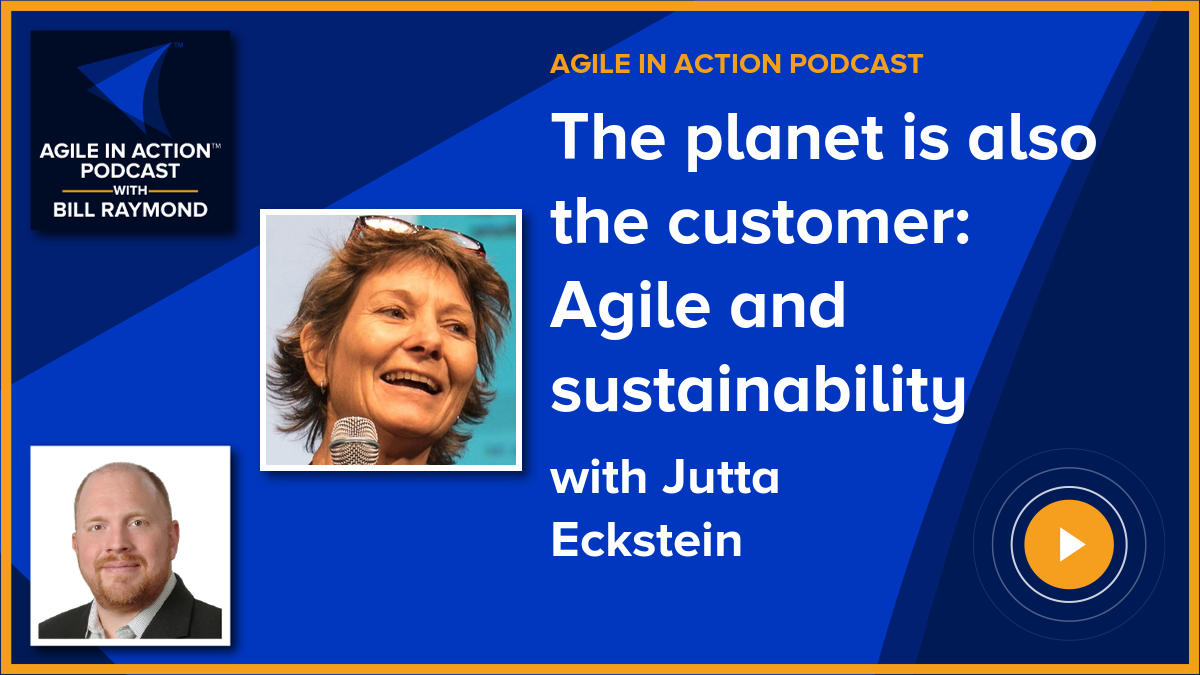 AGILE IN ACTION™
PODCAST
WITH
BILL RAYMOND
AGILE IN ACTION PODCAST
The planet is also
the customer:
Agile and
sustainability
with Jutta
Eckstein